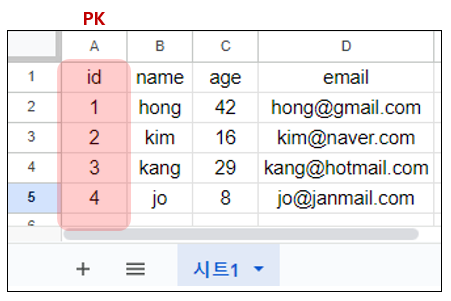 PK
A B C D
1 id name age email
2 1 hong 42 hong@gmail.com
3 2 kim 16 kim@naver.com
4 3 kang 29 kang@hotmail.com
5 4 jo 8 jo@janmail.com
시트1